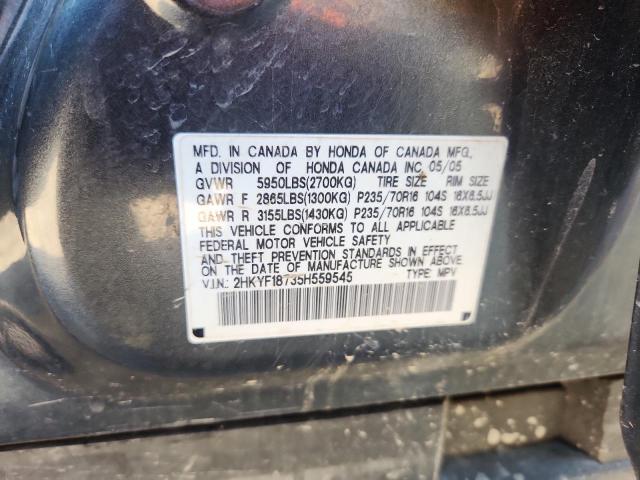 MFD. IN CANADA BY HONDA OF CANADA MFG.,
A DIVISION OF HONDA CANADA INC. 05/05
GVWR 5950LBS(2700KG) TIRE SIZE RIM SIZE
GAWR F 2865LBS(1300KG) P235/70R16 104S 16X6.5JJ
GAWR R 3155LBS(1430KG) P235/70R16 104S 16X6.5JJ
THIS VEHICLE CONFORMS TO ALL APPLICABLE
FEDERAL MOTOR VEHICLE SAFETY
AND THEFT PREVENTION STANDARDS IN EFFECT
ON THE DATE OF MANUFACTURE SHOWN ABOVE.
V.I.N.: 2HKYF18735H559545 TYPE: MPV